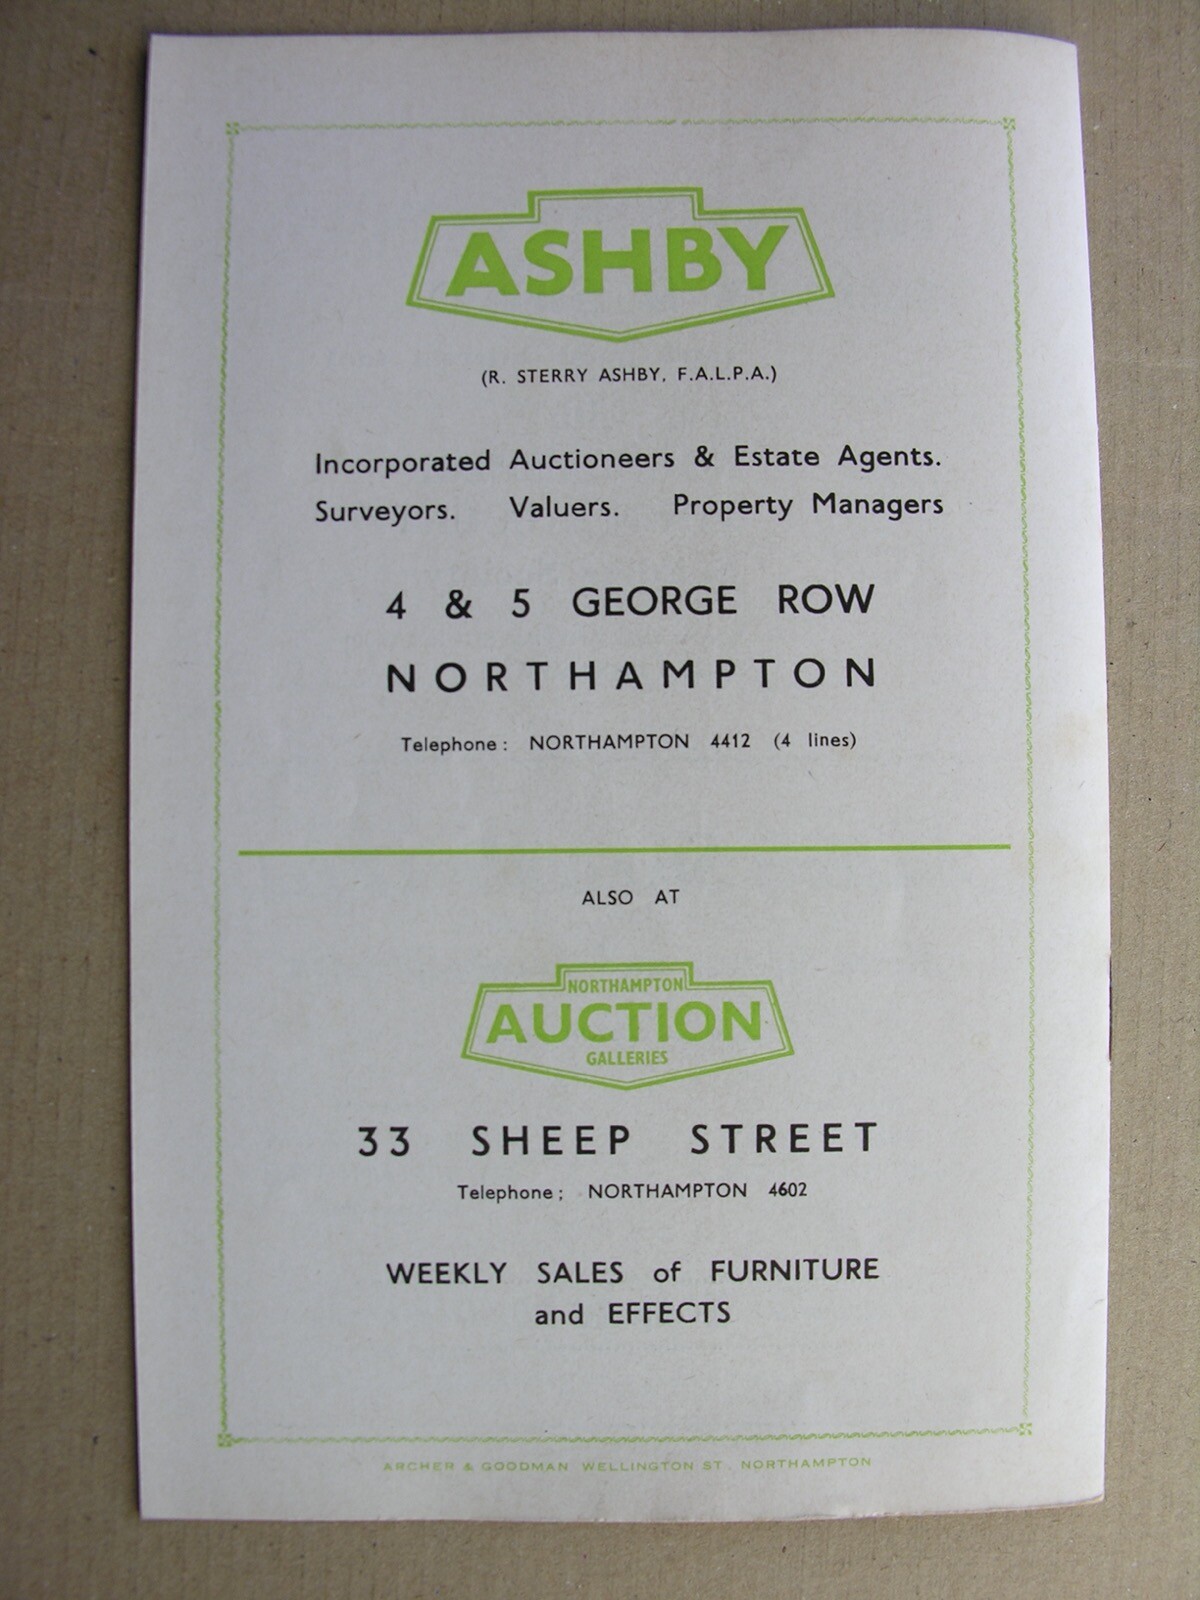 ASHBY
(R. STERRY ASHBY, F.A.L.P.A.)
Incorporated Auctioneers & Estate Agents.
Surveyors. Valuers. Property Managers
4 & 5 GEORGE ROW
NORTHAMPTON
Telephone: NORTHAMPTON 4412 (4 lines)
ALSO AT
NORTHAMPTON
AUCTION
GALLERIES
33 SHEEP STREET
Telephone; NORTHAMPTON 4602
WEEKLY SALES of FURNITURE
and EFFECTS
ARCHER & GOODMAN WELLINGTON ST. NORTHAMPTON